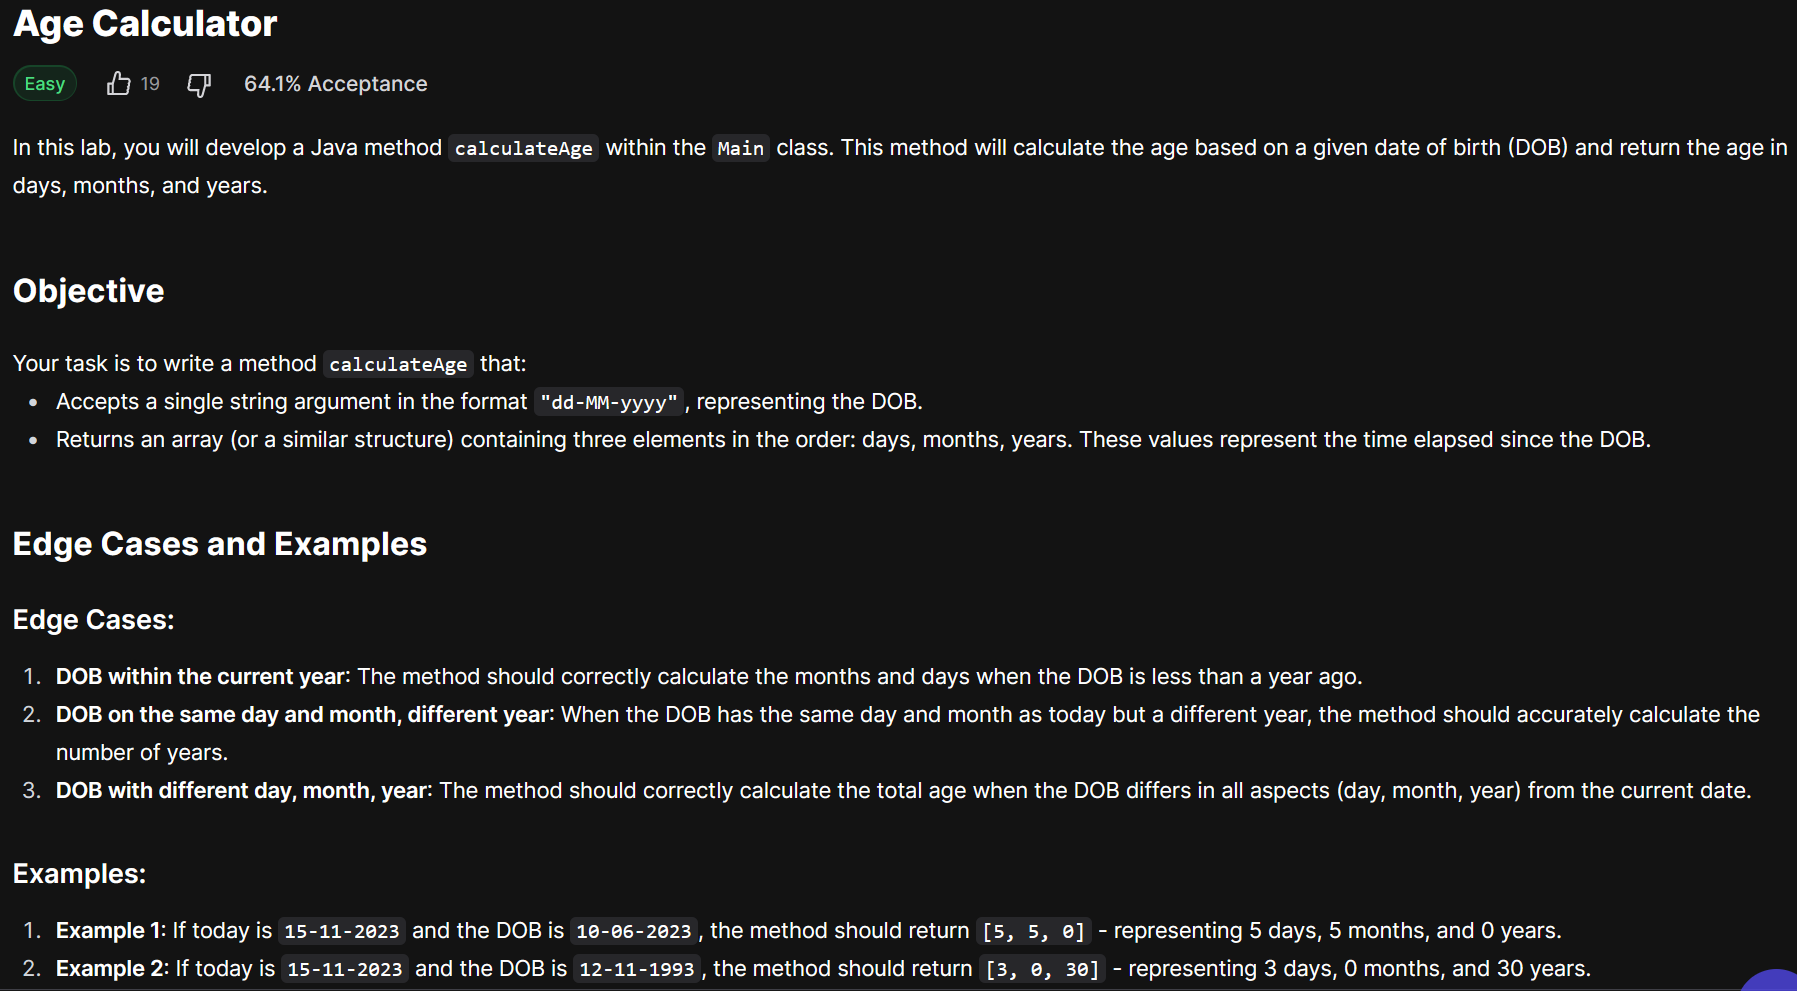 Age Calculator
Easy 19 64.1% Acceptance
In this lab, you will develop a Java method calculateAge within the Main class. This method will calculate the age based on a given date of birth (DOB) and return the age in
days, months, and years.
Objective
Your task is to write a method calculateAge that:
• Accepts a single string argument in the format "dd-MM-yyyy", representing the DOB.
• Returns an array (or a similar structure) containing three elements in the order: days, months, years. These values represent the time elapsed since the DOB.
Edge Cases and Examples
Edge Cases:
1. DOB within the current year: The method should correctly calculate the months and days when the DOB is less than a year ago.
2. DOB on the same day and month, different year: When the DOB has the same day and month as today but a different year, the method should accurately calculate the
number of years.
3. DOB with different day, month, year: The method should correctly calculate the total age when the DOB differs in all aspects (day, month, year) from the current date.
Examples:
1. Example 1: If today is 15-11-2023 and the DOB is 10-06-2023, the method should return [5, 5, 0] - representing 5 days, 5 months, and 0 years.
2. Example 2: If today is 15-11-2023 and the DOB is 12-11-1993, the method should return [3, 0, 30] - representing 3 days, 0 months, and 30 years.